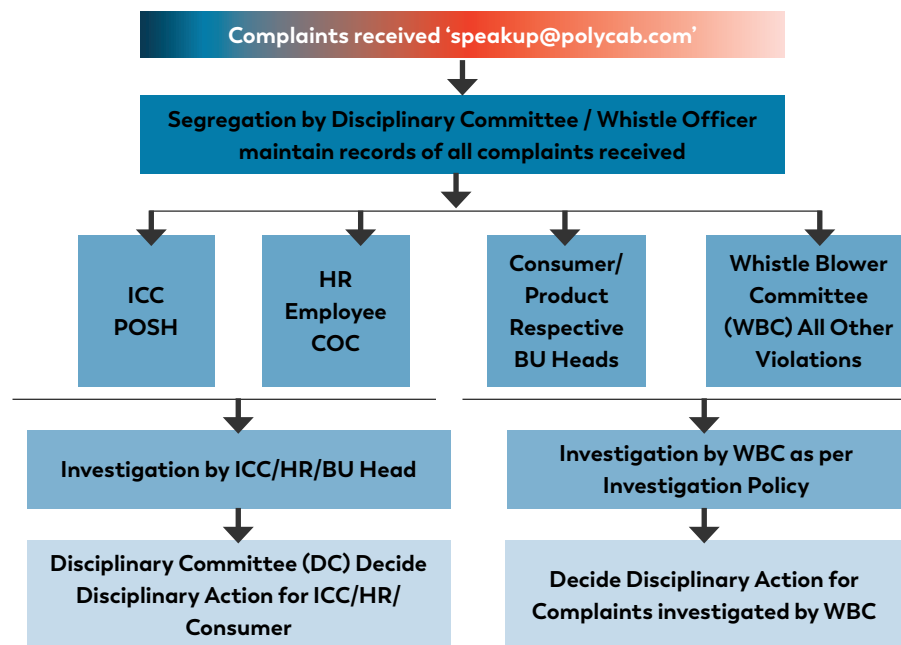 Complaints received ‘speakup@polycab.com’
Segregation by Disciplinary Committee / Whistle Officer
maintain records of all complaints received
ICC
POSH
HR
Employee
COC
Consumer/
Product
Respective
BU Heads
Whistle Blower
Committee
(WBC) All Other
Violations
Investigation by ICC/HR/BU Head
Investigation by WBC as per
Investigation Policy
Disciplinary Committee (DC) Decide
Disciplinary Action for ICC/HR/
Consumer
Decide Disciplinary Action for
Complaints investigated by WBC